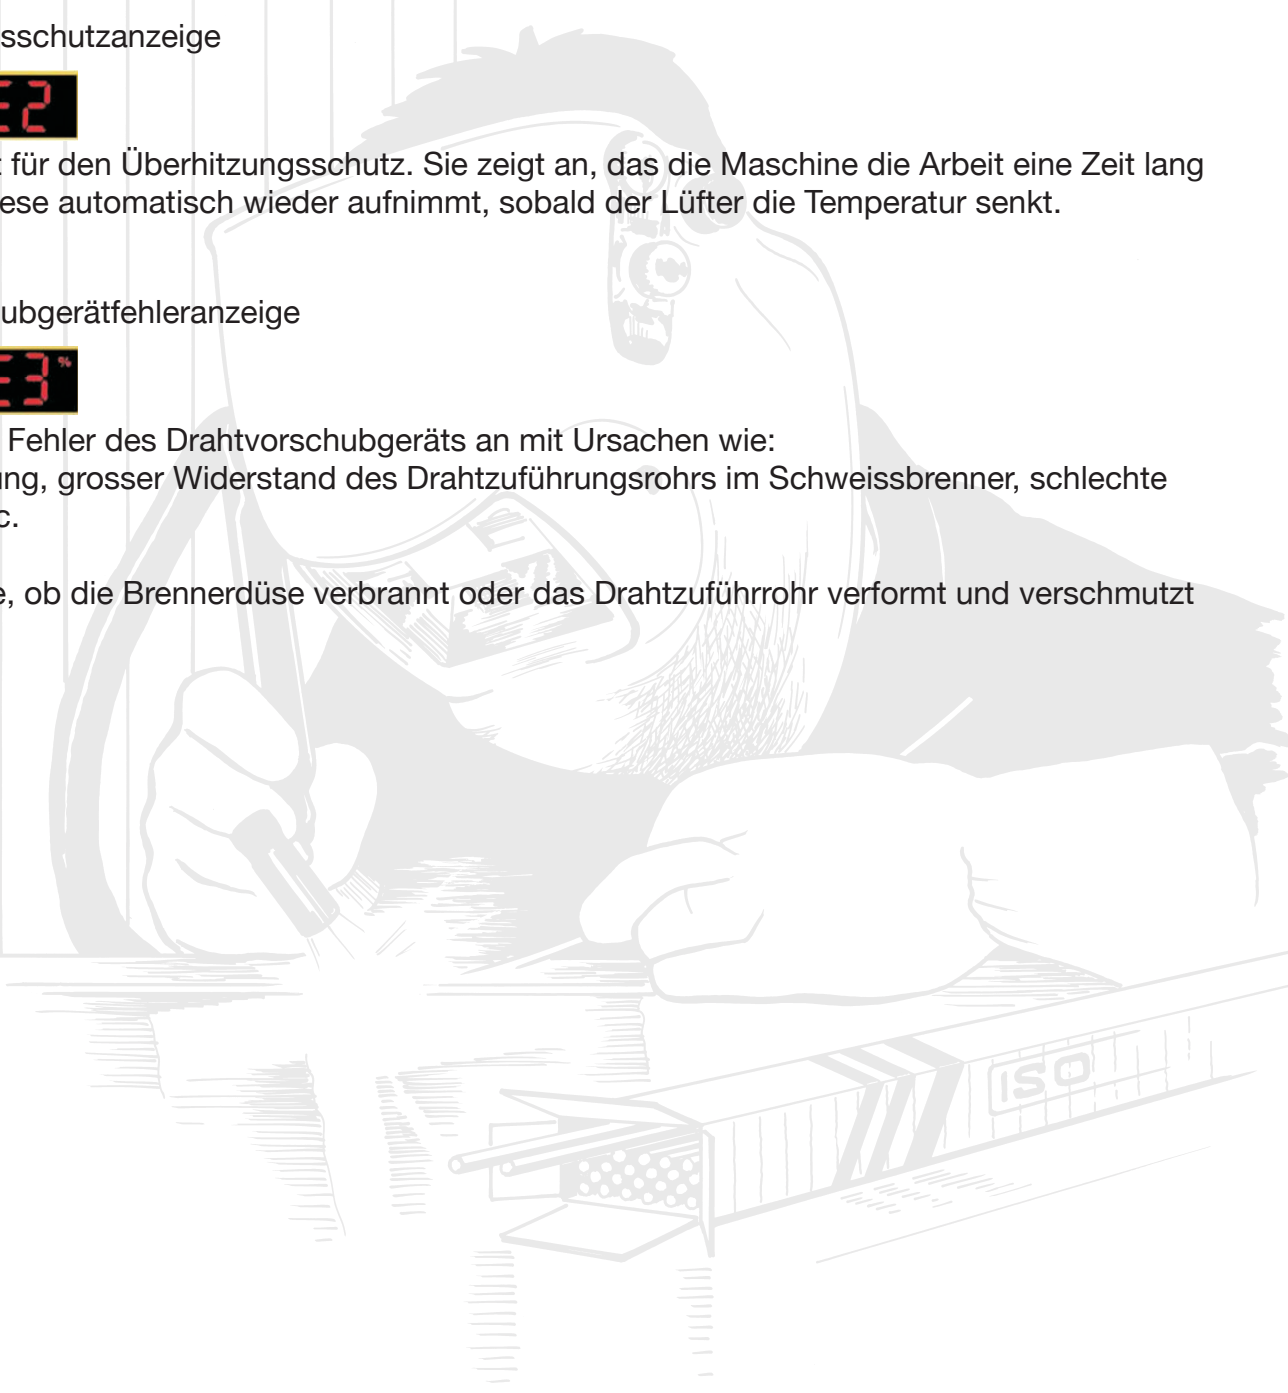 sschutzanzeige
E2
für den Überhitzungsschutz. Sie zeigt an, das die Maschine die Arbeit eine Zeit lang
ese automatisch wieder aufnimmt, sobald der Lüfter die Temperatur senkt.
ubgerätfehleranzeige
E3 %
Fehler des Drahtvorschubgeräts an mit Ursachen wie:
ung, grosser Widerstand des Drahtzuführungsrohrs im Schweissbrenner, schlechte
c.
e, ob die Brennerdüse verbrannt oder das Drahtzuführrohr verformt und verschmutzt
ISO